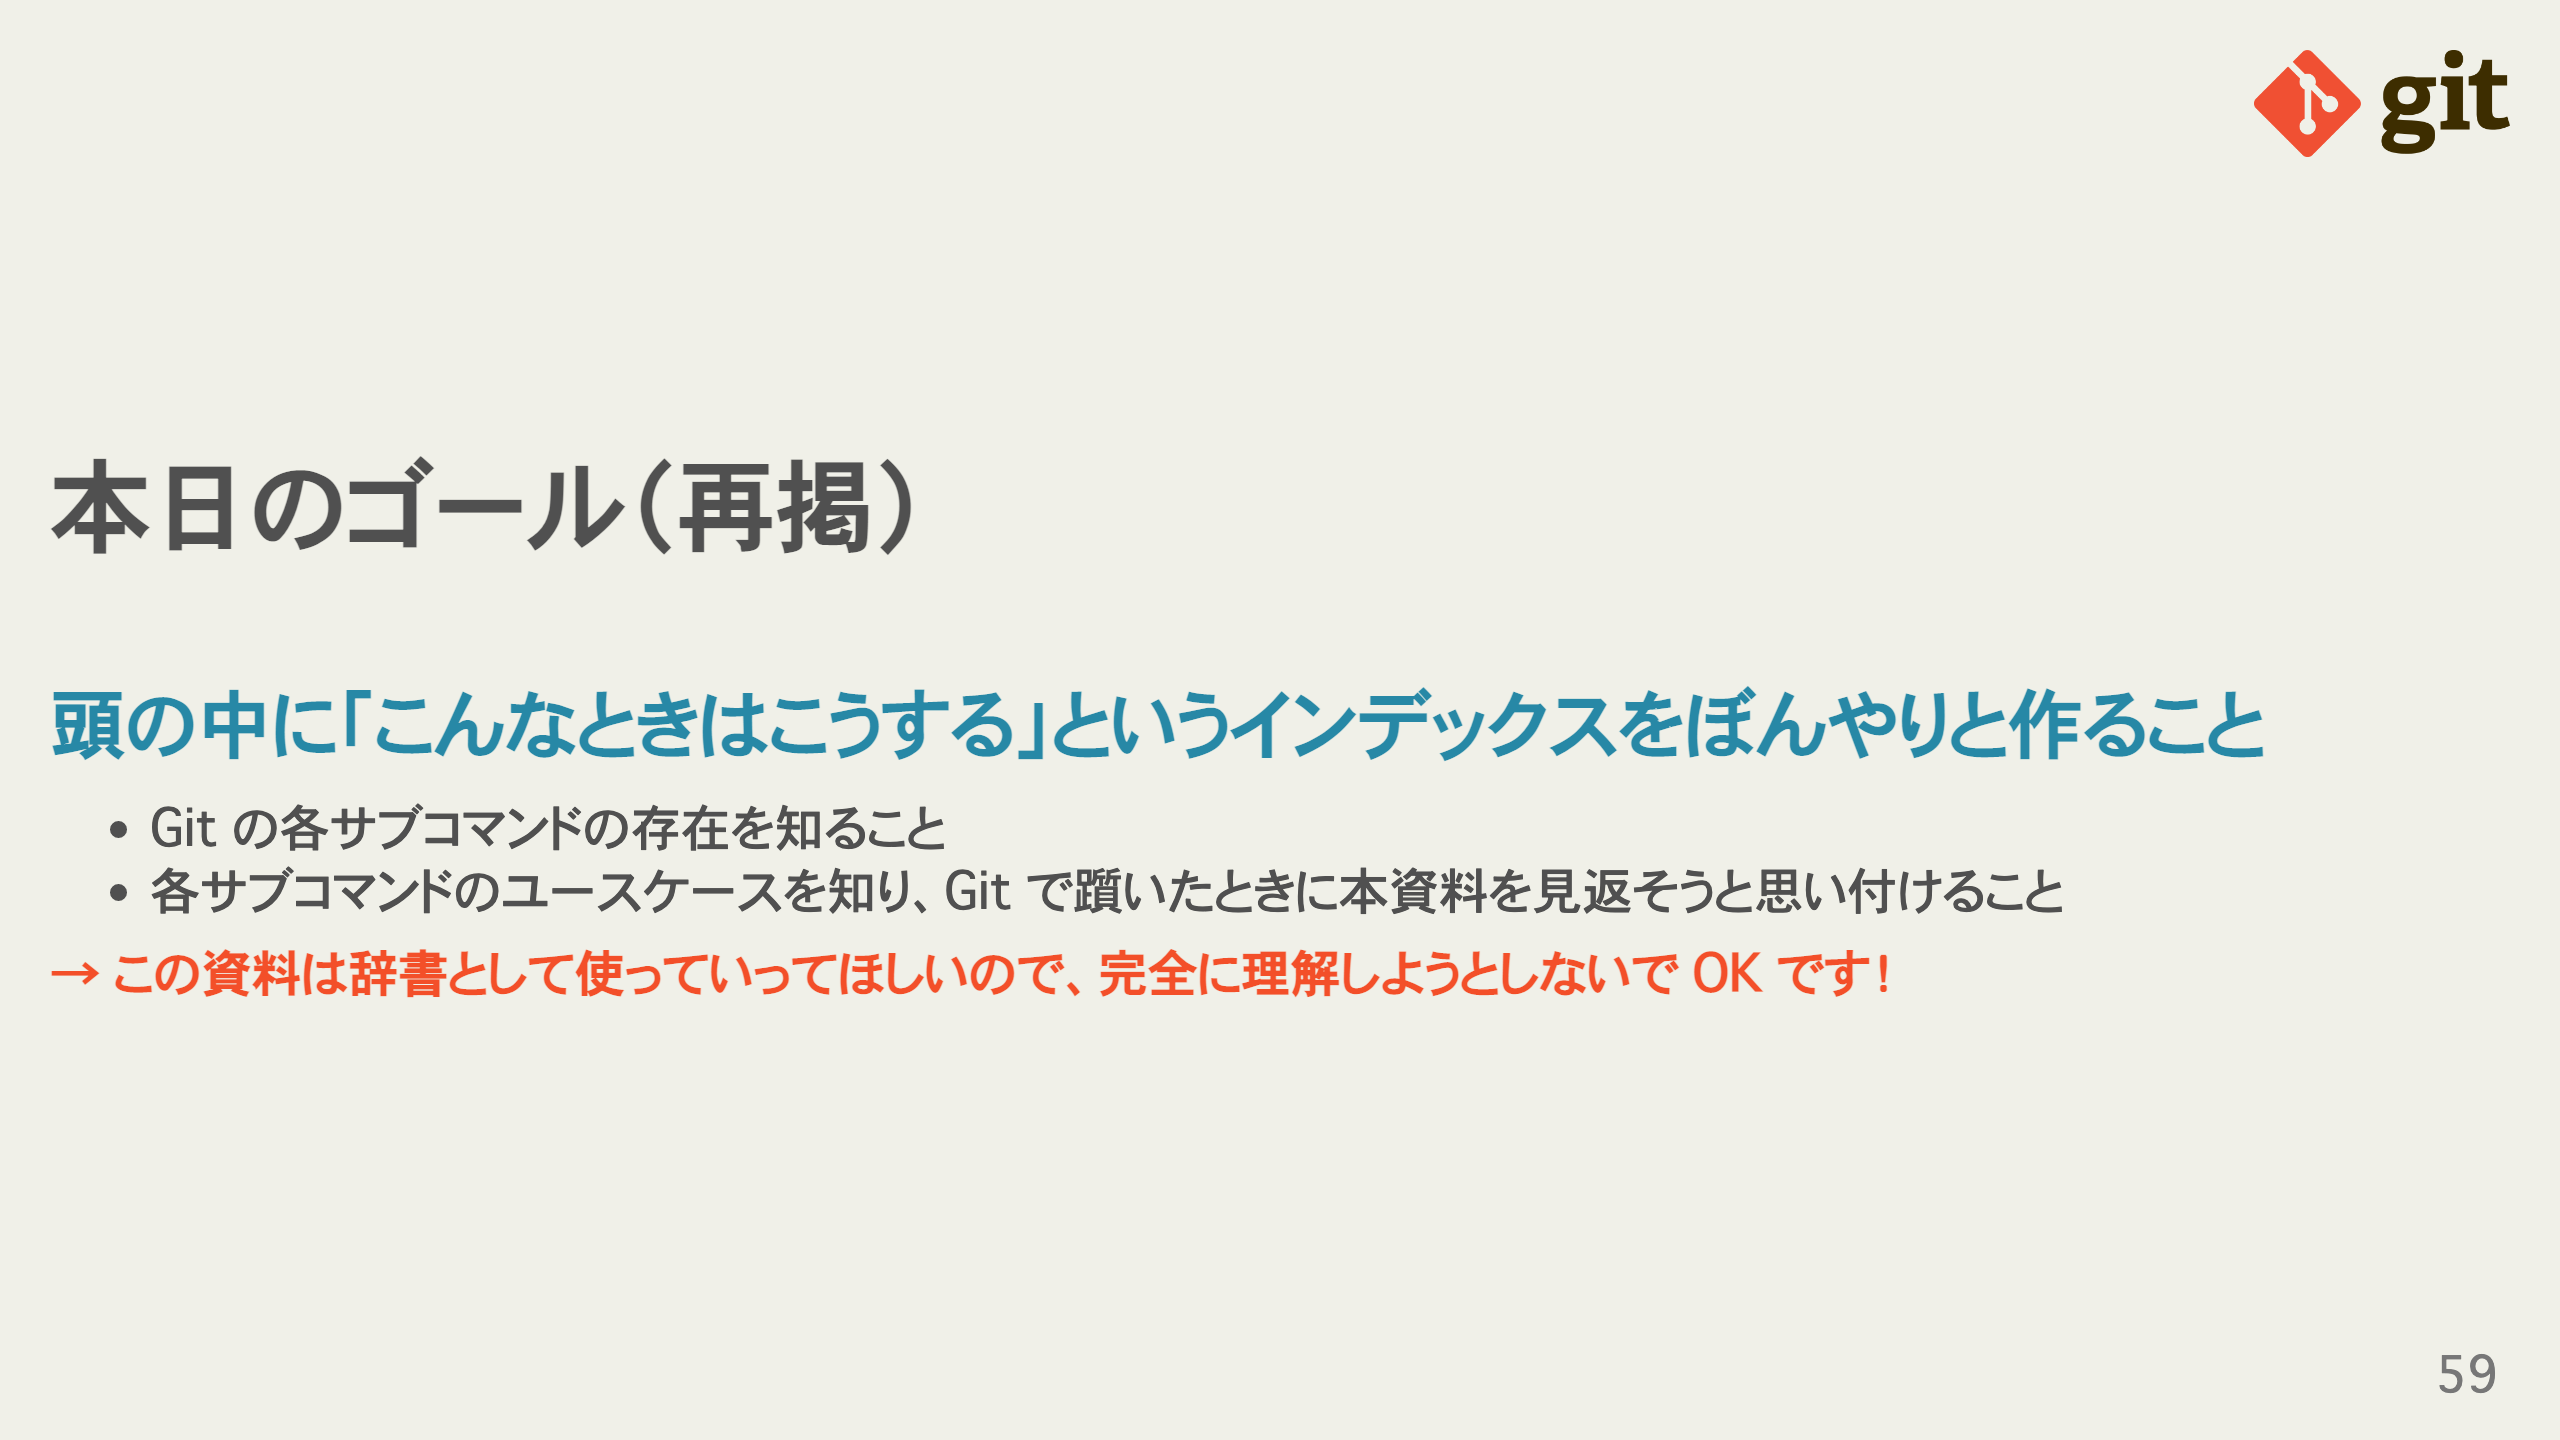 git
本日のゴール（再掲）
頭の中に「こんなときはこうする」というインデックスをぼんやりと作ること
• Git の各サブコマンドの存在を知ること
• 各サブコマンドのユースケースを知り、Git で躓いたときに本資料を見返そうと思い付けること
→ この資料は辞書として使っていってほしいので、完全に理解しようとしないで OK です！
59